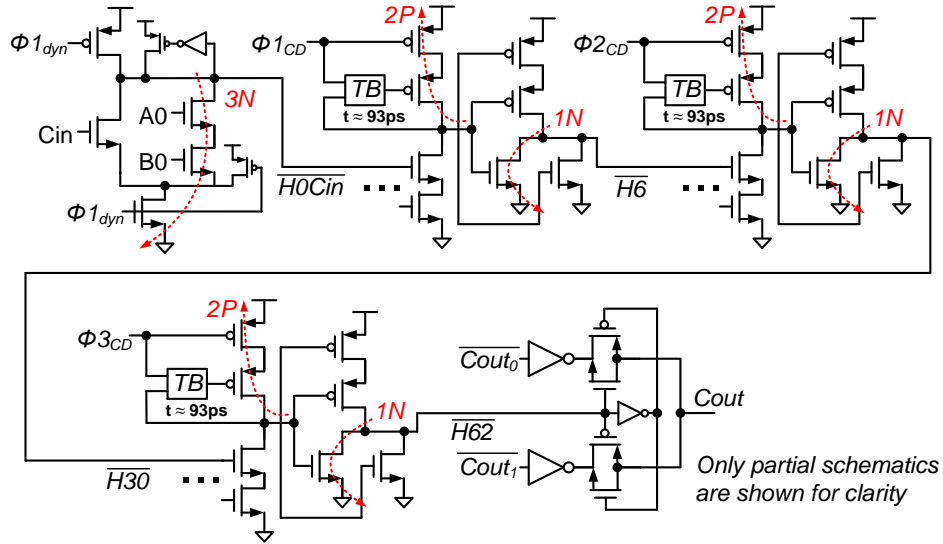 Φ1dyn
3N
A0
Cin
B0
Φ1dyn
2P
Φ1CD
TB
t ≈ 93ps
1N
H0Cin
...
2P
Φ2CD
TB
t ≈ 93ps
1N
H6
...
2P
Φ3CD
TB
t ≈ 93ps
1N
H30
...
H62
Cout0
Cout
Cout1
Only partial schematics
are shown for clarity